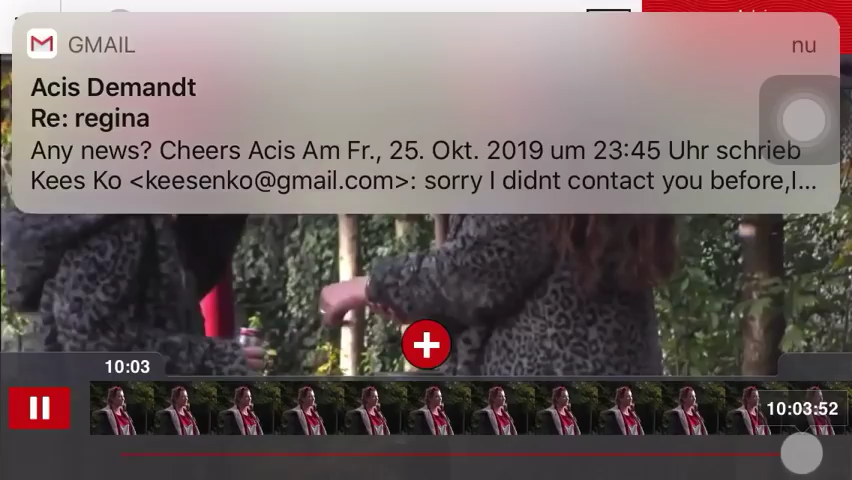 GMAIL
nu
Acis Demandt
Re: regina
Any news? Cheers Acis Am Fr., 25. Okt. 2019 um 23:45 Uhr schrieb
Kees Ko <keesenko@gmail.com>: sorry I didnt contact you before,I...
10:03
10:03:52